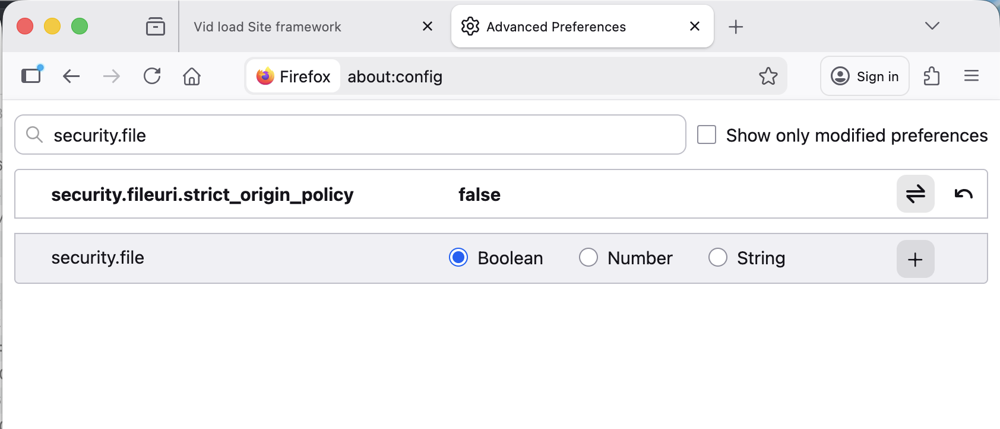 Vid load Site framework
Advanced Preferences
Firefox about:config
Sign in
security.file
Show only modified preferences
security.fileuri.strict_origin_policy false
security.file Boolean Number String